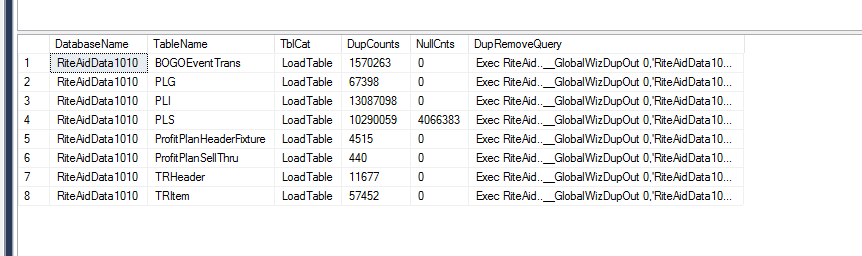 DatabaseName TableName TblCat DupCounts NullCnts DupRemoveQuery
1 RiteAidData1010 BOGOEventTrans LoadTable 1570263 0 Exec RiteAid..__GlobalWizDupOut 0,'RiteAidData10...
2 RiteAidData1010 PLG LoadTable 67398 0 Exec RiteAid..__GlobalWizDupOut 0,'RiteAidData10...
3 RiteAidData1010 PLI LoadTable 13087098 0 Exec RiteAid..__GlobalWizDupOut 0,'RiteAidData10...
4 RiteAidData1010 PLS LoadTable 10290059 4066383 Exec RiteAid..__GlobalWizDupOut 0,'RiteAidData10...
5 RiteAidData1010 ProfitPlanHeaderFixture LoadTable 4515 0 Exec RiteAid..__GlobalWizDupOut 0,'RiteAidData10...
6 RiteAidData1010 ProfitPlanSellThru LoadTable 440 0 Exec RiteAid..__GlobalWizDupOut 0,'RiteAidData10...
7 RiteAidData1010 TRHeader LoadTable 11677 0 Exec RiteAid..__GlobalWizDupOut 0,'RiteAidData10...
8 RiteAidData1010 TRItem LoadTable 57452 0 Exec RiteAid..__GlobalWizDupOut 0,'RiteAidData10...